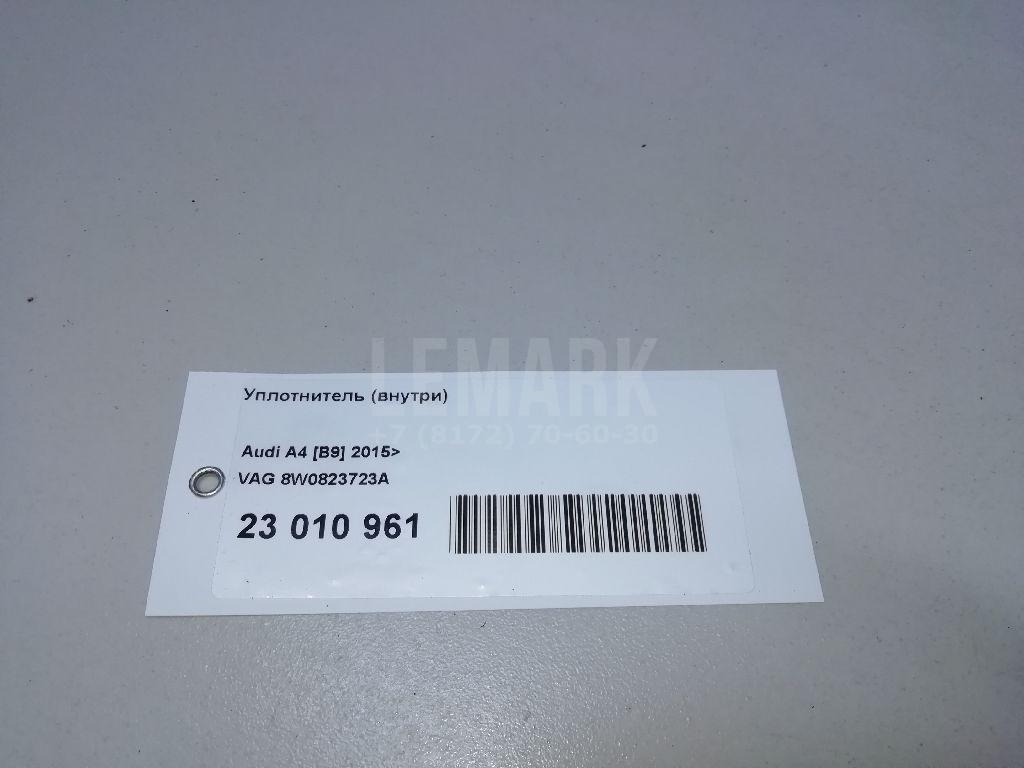 LEMARK
+7 (8172) 70-60-30
Уплотнитель (внутри)
Audi A4 [B9] 2015>
VAG 8W0823723A
23 010 961